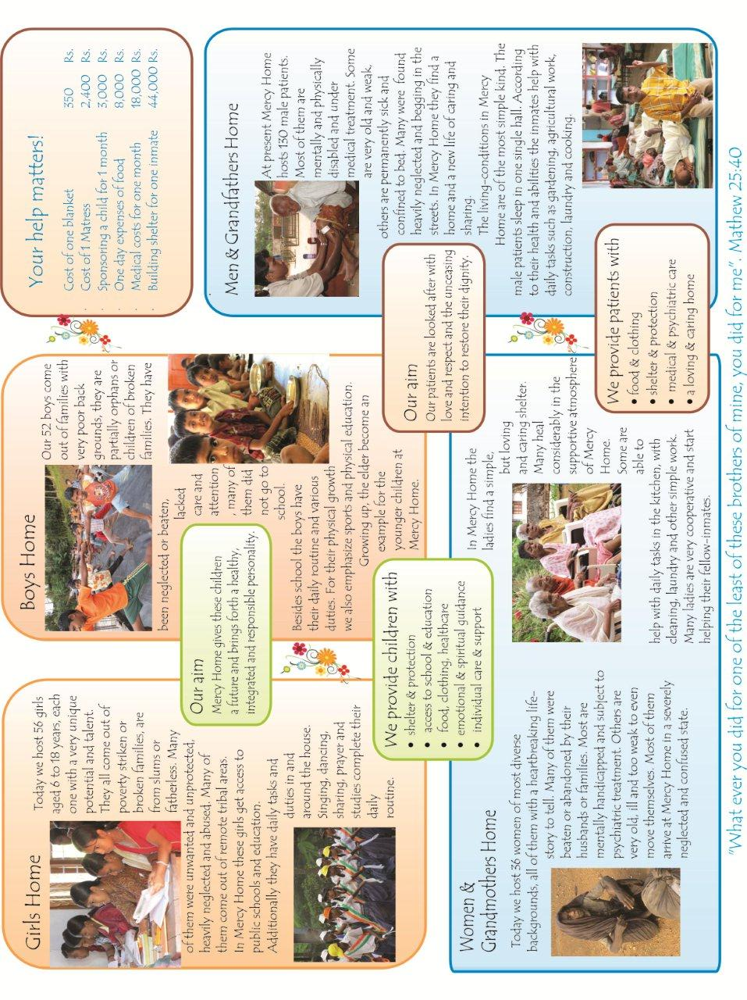 Girls Home
Today we host 56 girls
aged 6 to 18 years, each
one with a very unique
potential and talent.
They all come out of
poverty striken or
broken families, are
from slums or
fatherless. Many
of them were unwanted and unprotected,
heavily neglected and abused. Many of
them come out of remote tribal areas.
In Mercy Home these girls get access to
public schools and education.
Additionally they have daily tasks and
duties in and
around the house.
Singing, dancing,
sharing, prayer and
studies complete their
daily
routine.
Boys Home
Our 52 boys come
out of families with
very poor back
grounds, they are
partially orphans or
children of broken
families. They have
been neglected or beaten,
lacked
care and
attention
, many of
them did
not go to
school.
Besides school the boys have
their daily routine and various
duties. For their physical growth
we also emphasize sports and physical education.
Growing up, the elder become an
example for the
younger children at
Mercy Home.
Our aim
Mercy Home gives these children
a future and brings forth a healthy,
integrated and responsible personality.
We provide children with
• shelter & protection
• access to school & education
• food, clothing, healthcare
• emotional & spiritual guidance
• individual care & support
Your help matters!
Cost of one blanket 350 Rs.
Cost of 1 Matress 2,400 Rs.
Sponsoring a child for 1 month 3,000 Rs.
One day expenses of food 8,000 Rs.
Medical costs for one month 18,000 Rs.
Building shelter for one inmate 44,000 Rs.
Men & Grandfathers Home
At present Mercy Home
hosts 130 male patients.
Most of them are
mentally and physically
disabled and under
medical treatment. Some
are very old and weak,
others are permanently sick and
confined to bed. Many were found
heavily neglected and begging in the
streets. In Mercy Home they find a
home and a new life of caring and
sharing.
The living-conditions in Mercy
Home are of the most simple kind. The
male patients sleep in one single hall. According
to their health and abilities the inmates help with
daily tasks such as gardening, agricultural work,
construction, laundry and cooking.
Our aim
Our patients are looked after with
love and respect and the unceasing
intention to restore their dignity.
We provide patients with
• food & clothing
• shelter & protection
• medical & psychiatric care
• a loving & caring home
Women &
Grandmothers Home
Today we host 36 women of most diverse
backgrounds, all of them with a heartbreaking life-
story to tell. Many of them were
beaten or abandoned by their
husbands or families. Most are
mentally handicapped and subject to
psychiatric treatment. Others are
very old, ill and too weak to even
move themselves. Most of them
arrive at Mercy Home in a severely
neglected and confused state.
In Mercy Home the
ladies find a simple,
but loving
and caring shelter.
Many heal
considerably in the
supportive atmosphere
of Mercy
Home.
Some are
able to
help with daily tasks in the kitchen, with
cleaning, laundry and other simple work.
Many ladies are very cooperative and start
helping their fellow-inmates.
"What ever you did for one of the least of these brothers of mine, you did for me". Mathew 25:40